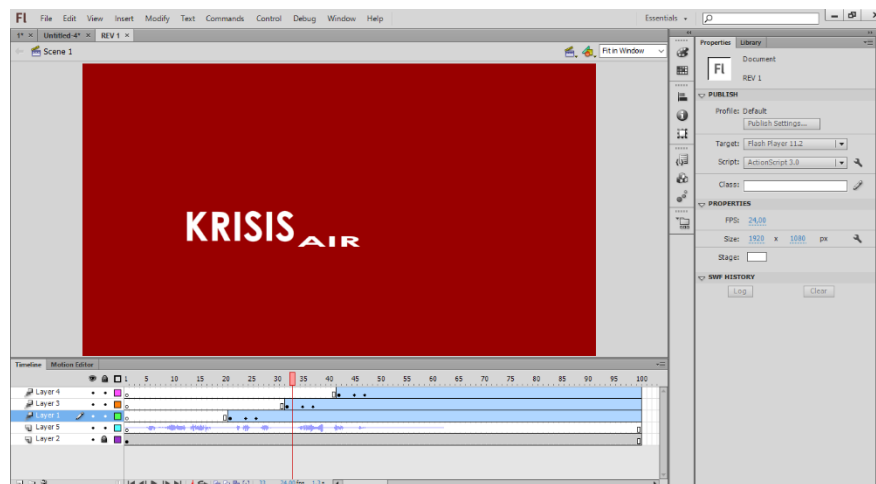 Fl File Edit View Insert Modify Text Commands Control Debug Window Help Essentials
1* × Untitled-4* × REV 1 ×
Scene 1 Fit in Window
Properties Library
Fl Document
REV 1
PUBLISH
Profile: Default
Publish Settings...
Target: Flash Player 11.2
Script: ActionScript 3.0
Class:
PROPERTIES
FPS: 24,00
Size: 1920 x 1080 px
Stage:
SWF HISTORY
Log Clear
KRISIS AIR
Timeline Motion Editor
1 5 10 15 20 25 30 35 40 45 50 55 60 65 70 75 80 85 90 95 100
Layer 4
Layer 3
Layer 1
Layer 5
Layer 2